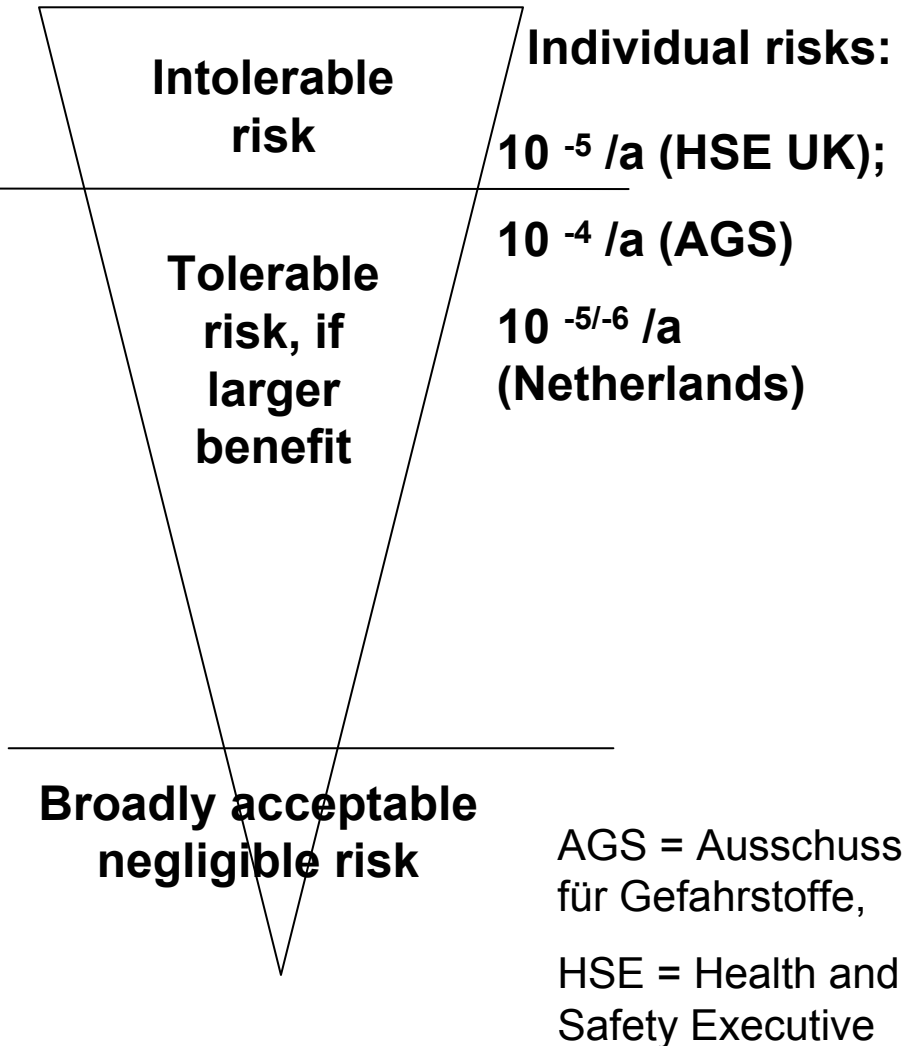 Intolerable
risk
Individual risks:
10 -5 /a (HSE UK);
10 -4 /a (AGS)
10 -5/-6 /a
(Netherlands)
Tolerable
risk, if
larger
benefit
Broadly acceptable
negligible risk
AGS = Ausschuss
für Gefahrstoffe,
HSE = Health and
Safety Executive